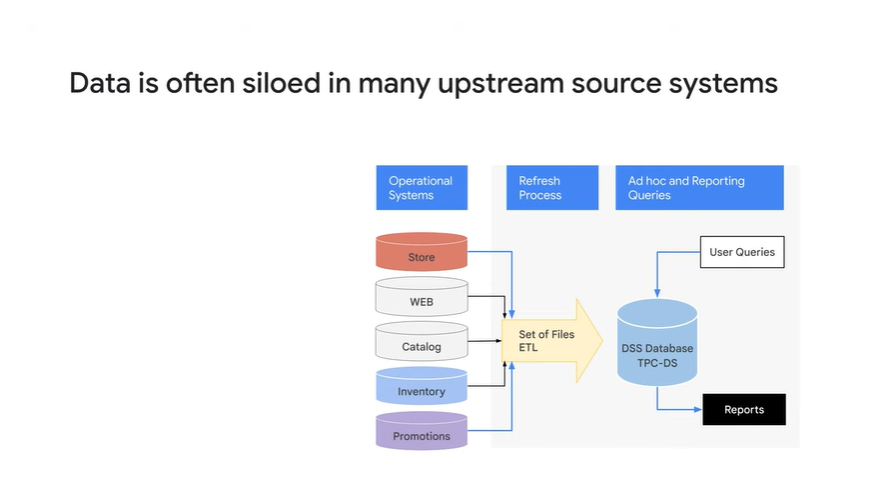 Data is often siloed in many upstream source systems
Operational
Systems
Refresh
Process
Ad hoc and Reporting
Queries
Store
WEB
Catalog
Inventory
Promotions
Set of Files
ETL
User Queries
DSS Database
TPC-DS
Reports